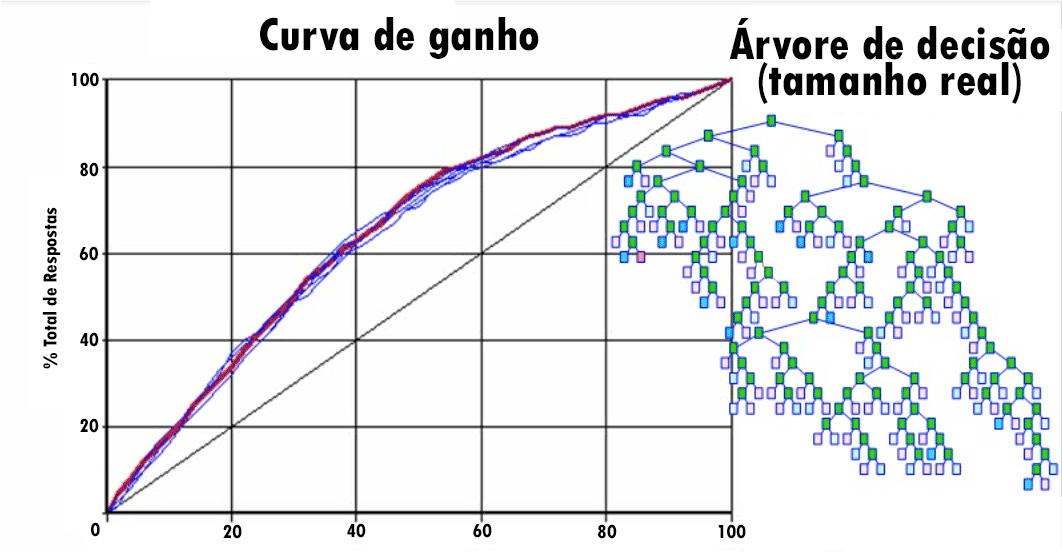 Curva de ganho
Árvore de decisão
(tamanho real)
% Total de Respostas
100
80
60
40
20
0
20
40
60
80
100